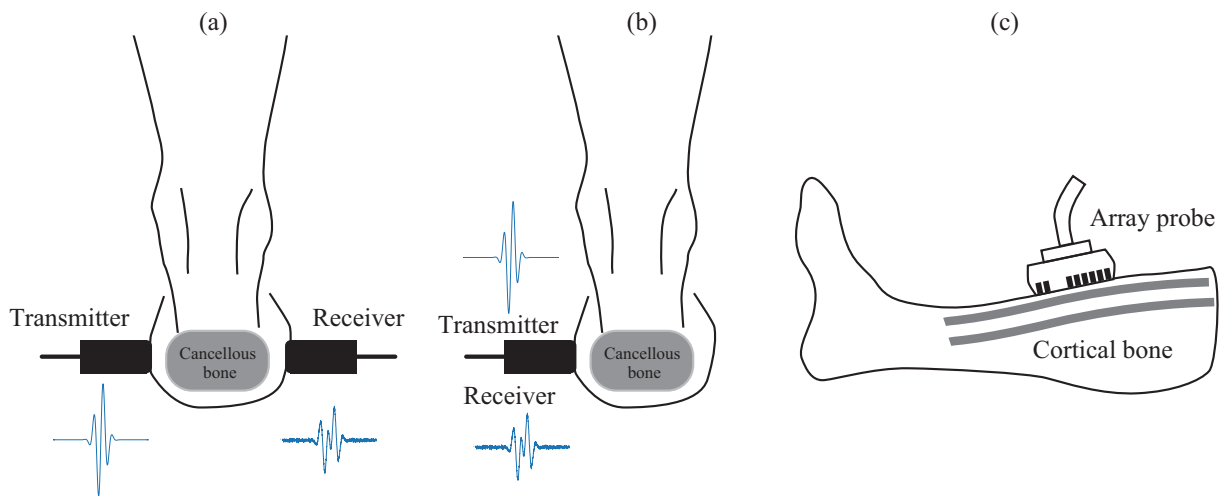 (a)
Transmitter
Receiver
Cancellous
bone
(b)
Transmitter
Cancellous
bone
Receiver
(c)
Array probe
Cortical bone